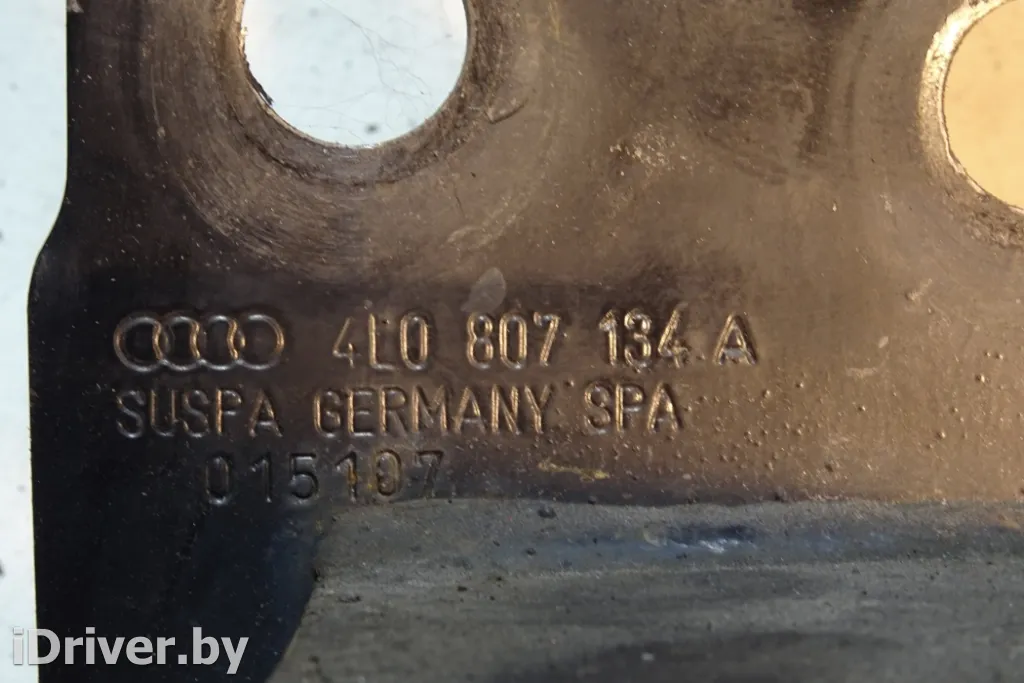 4L0 807 134 A
SUSPA GERMANY SPA
015107
iDriver.by